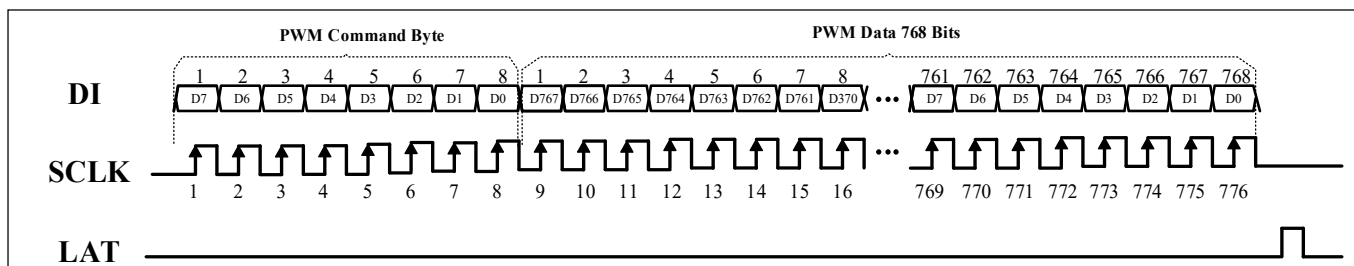 PWM Command Byte PWM Data 768 Bits
1 2 3 4 5 6 7 8 1 2 3 4 5 6 7 8 761 762 763 764 765 766 767 768
DI D7 D6 D5 D4 D3 D2 D1 D0 D767 D766 D765 D764 D763 D762 D761 D370 ... D7 D6 D5 D4 D3 D2 D1 D0
SCLK ...
1 2 3 4 5 6 7 8 9 10 11 12 13 14 15 16 769 770 771 772 773 774 775 776
LAT